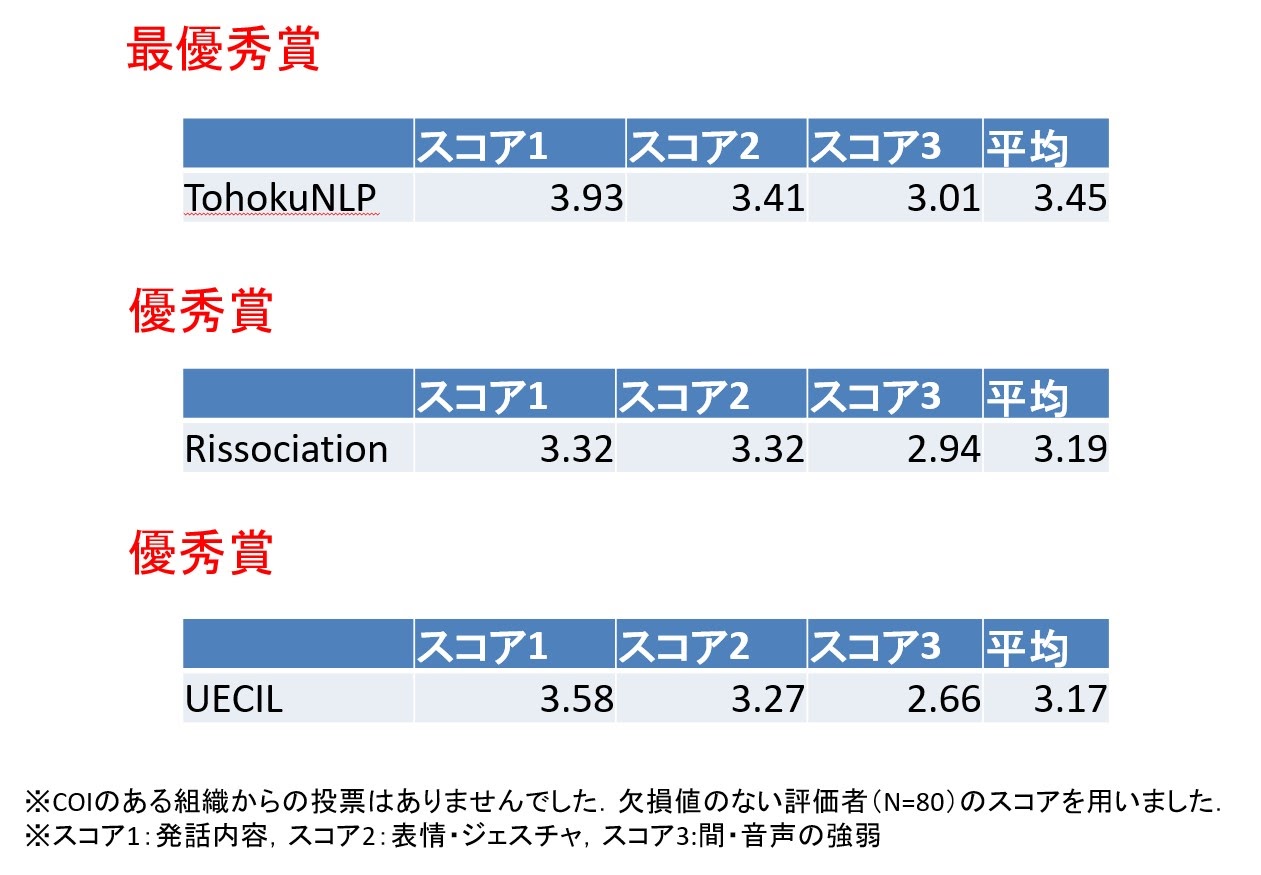 最優秀賞
スコア1 スコア2 スコア3 平均
TohokuNLP 3.93 3.41 3.01 3.45
優秀賞
スコア1 スコア2 スコア3 平均
Rissociation 3.32 3.32 2.94 3.19
優秀賞
スコア1 スコア2 スコア3 平均
UECIL 3.58 3.27 2.66 3.17
※COIのある組織からの投票はありませんでした．欠損値のない評価者（N=80）のスコアを用いました．
※スコア1：発話内容，スコア2：表情・ジェスチャ，スコア3:間・音声の強弱